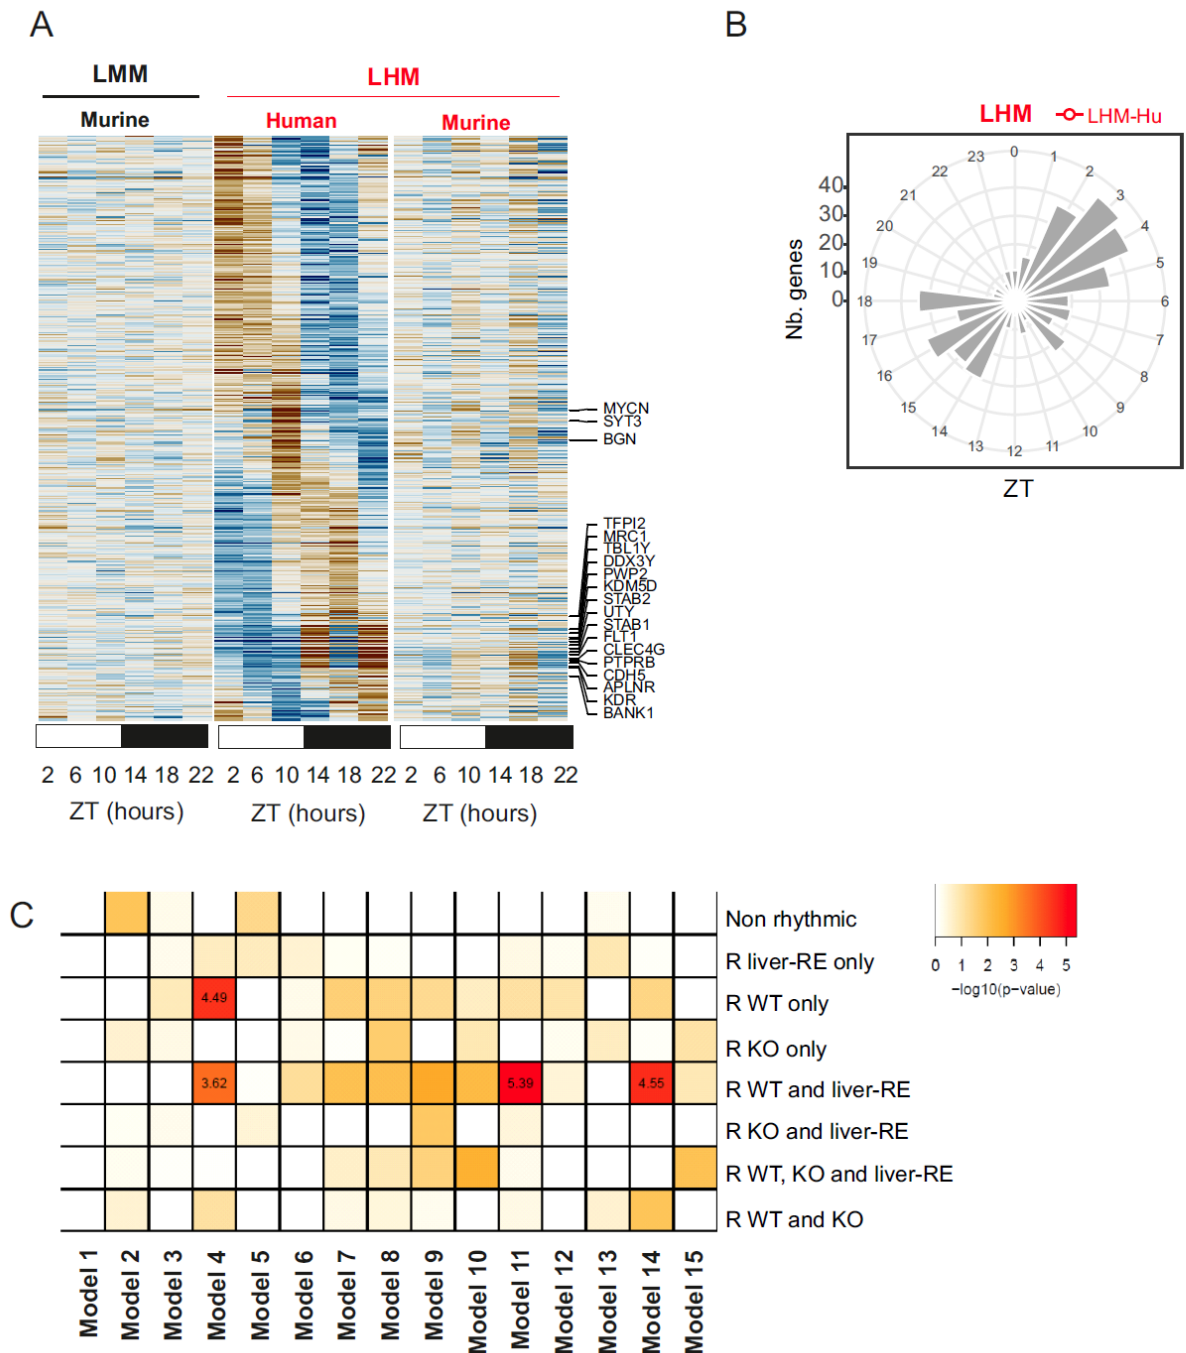 A
LMM
LHM
Murine
Human
Murine
MYCN
SYT3
BGN
TFPI2
MRC1
TBL1Y
DDX3Y
PWP2
KDM5D
STAB2
UTY
STAB1
FLT1
CLEC4G
PTPRB
CDH5
APLNR
KDR
BANK1
2 6 10 14 18 22 2 6 10 14 18 22 2 6 10 14 18 22
ZT (hours) ZT (hours) ZT (hours)
B
LHM LHM-Hu
Nb. genes
40
30
20
10
0
0
1
2
3
4
5
6
7
8
9
10
11
12
13
14
15
16
17
18
19
20
21
22
23
ZT
C
Non rhythmic
R liver-RE only
4.49 R WT only
R KO only
3.62 5.39 4.55 R WT and liver-RE
R KO and liver-RE
R WT, KO and liver-RE
R WT and KO
Model 1
Model 2
Model 3
Model 4
Model 5
Model 6
Model 7
Model 8
Model 9
Model 10
Model 11
Model 12
Model 13
Model 14
Model 15
0 1 2 3 4 5
−log10(p−value)